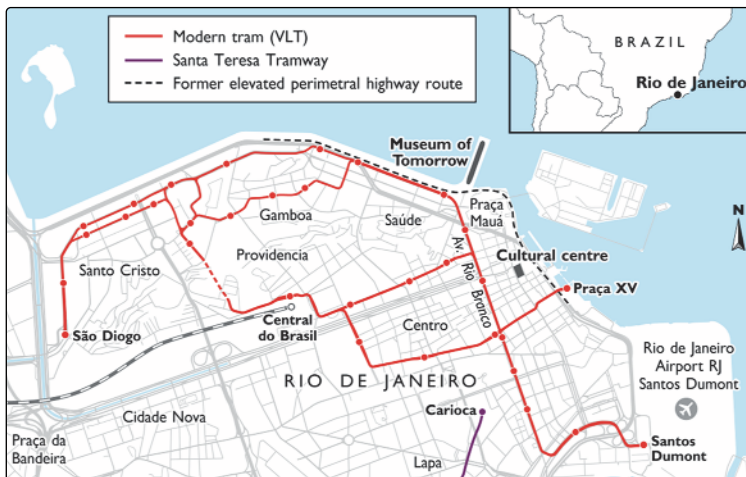 Modern tram (VLT)
Santa Teresa Tramway
Former elevated perimetral highway route
BRAZIL
Rio de Janeiro
Museum of
Tomorrow
N
Praça
Mauá
Gamboa
Saúde
Av. Rio Branco
Cultural centre
Santo Cristo
Providencia
Praça XV
São Diogo
Central
do Brasil
Centro
Rio de Janeiro
Airport RJ
Santos Dumont
RIO DE JANEIRO
Cidade Nova
Carioca
Praça da
Bandeira
Lapa
Santos
Dumont